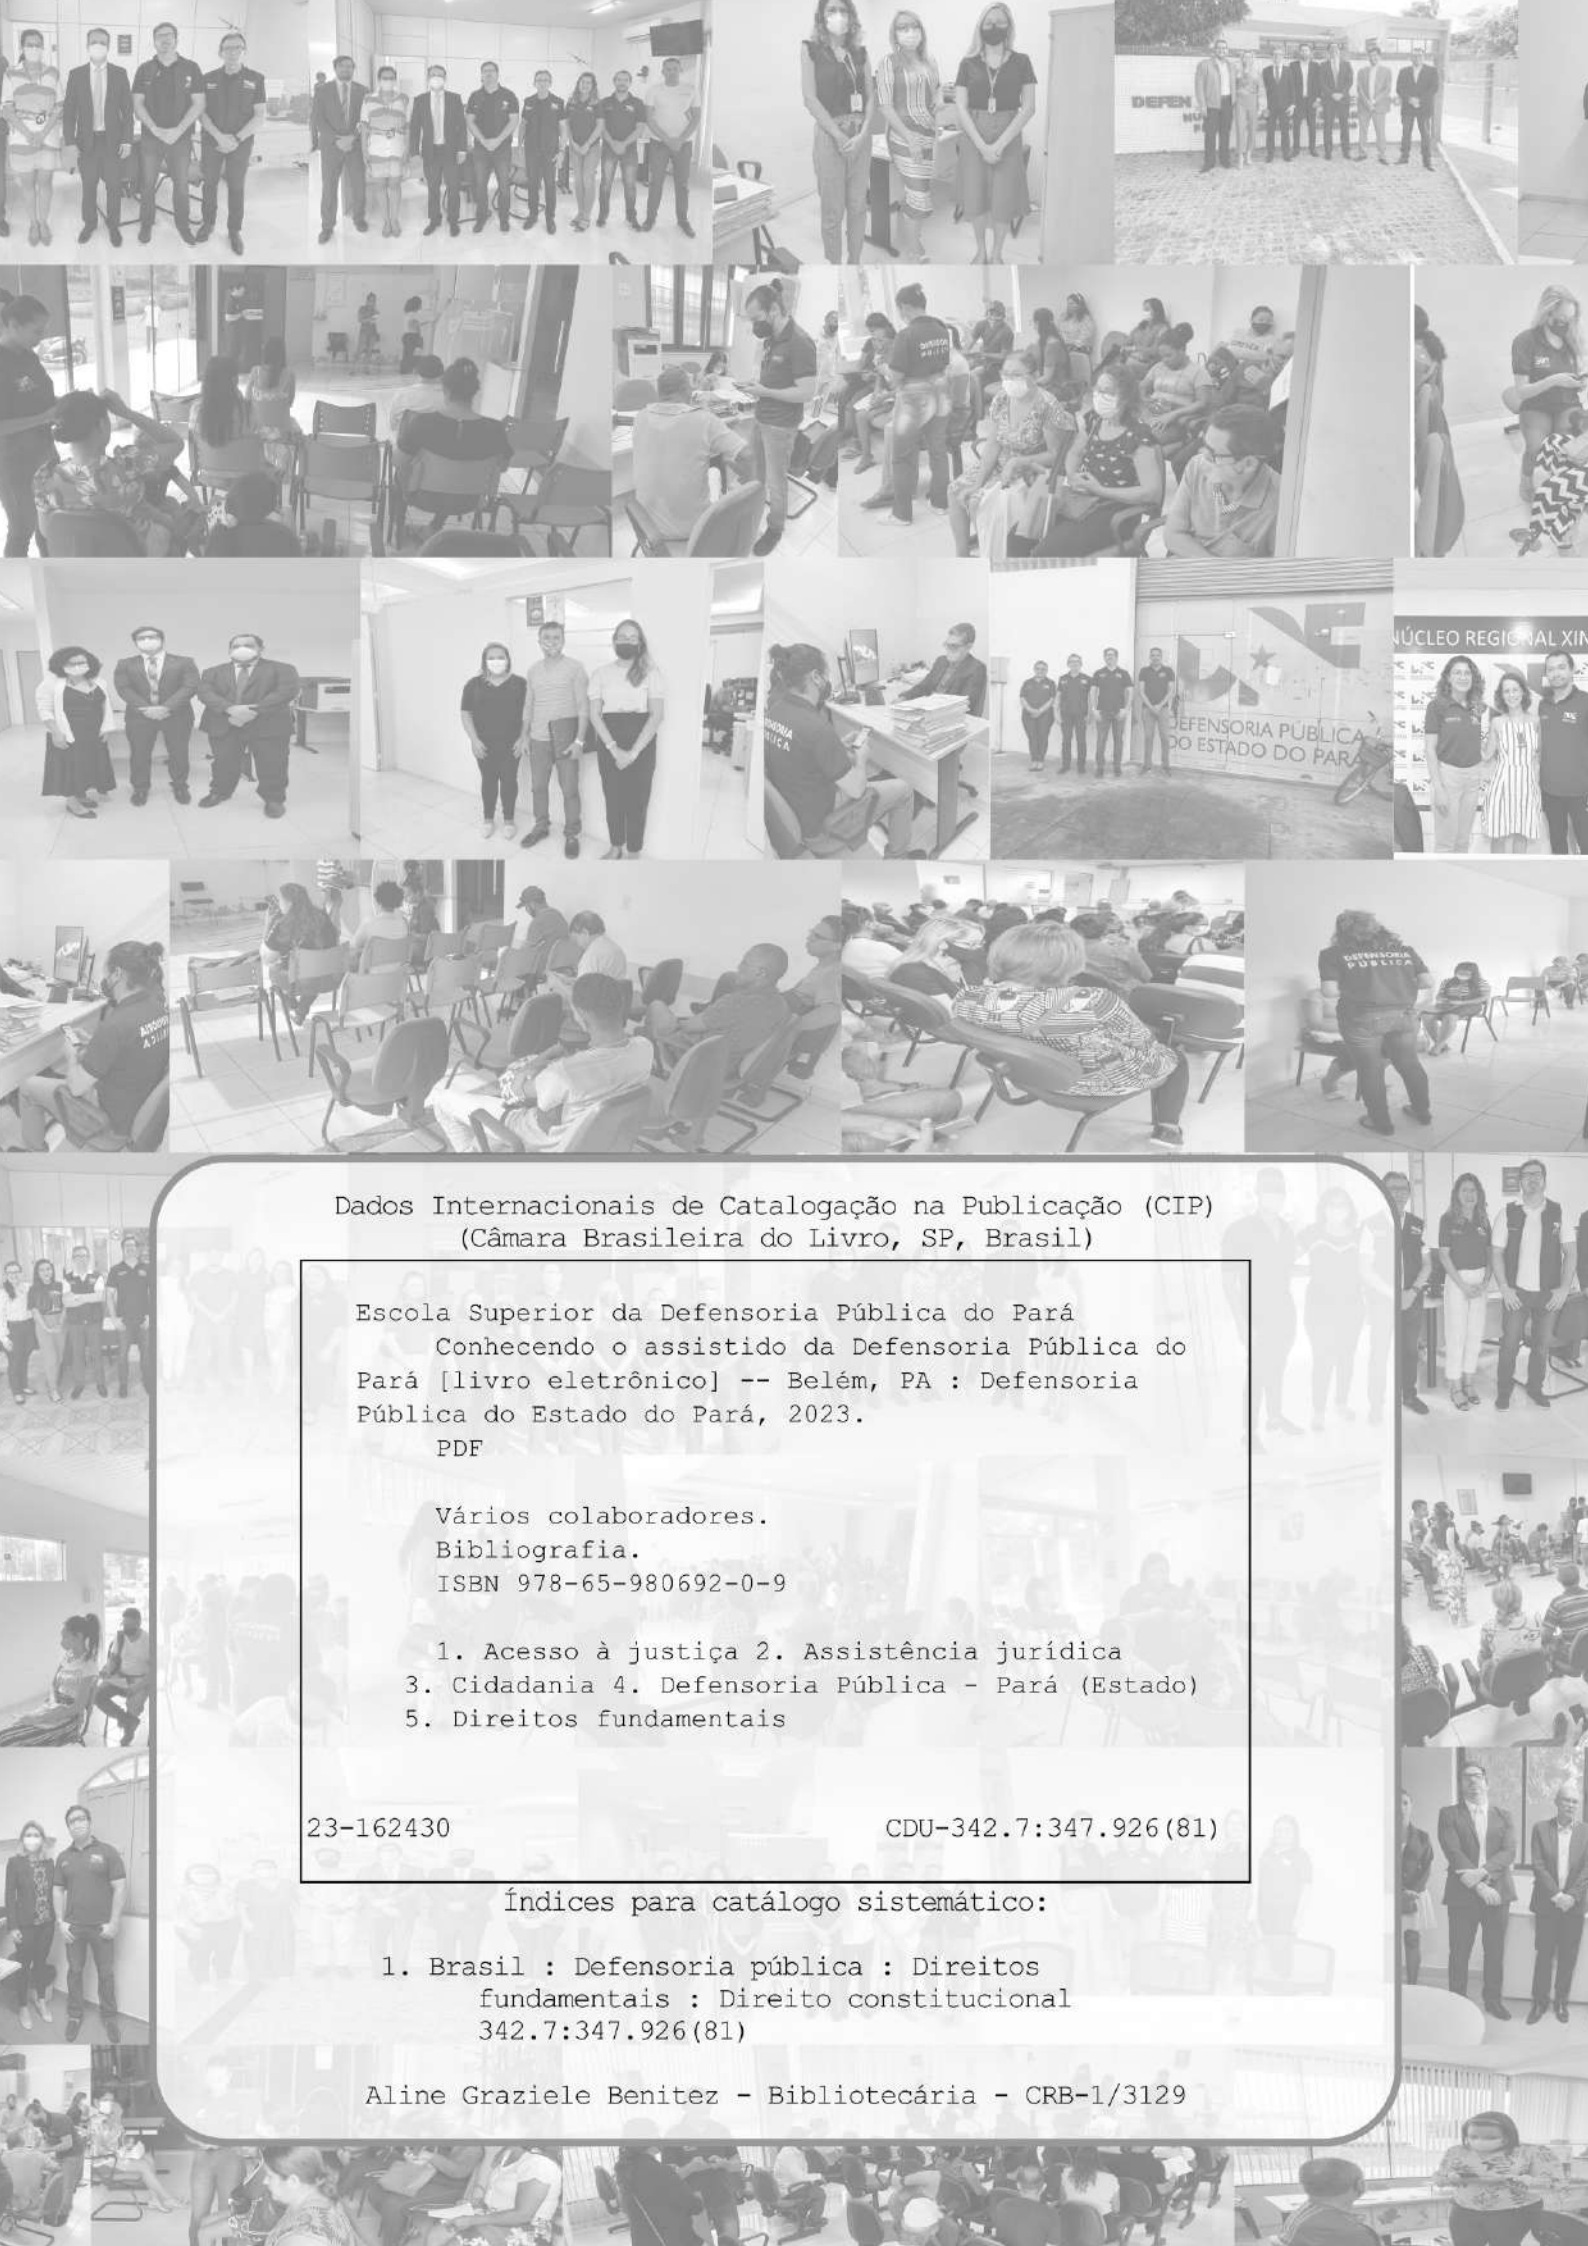 DEFEN
DEFENSORIA PÚBLICA
DO ESTADO DO PARÁ
NÚCLEO REGIONAL XIN
DEFENSORIA
PÚBLICA
Dados Internacionais de Catalogação na Publicação (CIP)
(Câmara Brasileira do Livro, SP, Brasil)
Escola Superior da Defensoria Pública do Pará
Conhecendo o assistido da Defensoria Pública do
Pará [livro eletrônico] -- Belém, PA : Defensoria
Pública do Estado do Pará, 2023.
PDF
Vários colaboradores.
Bibliografia.
ISBN 978-65-980692-0-9
1. Acesso à justiça 2. Assistência jurídica
3. Cidadania 4. Defensoria Pública - Pará (Estado)
5. Direitos fundamentais
23-162430 CDU-342.7:347.926(81)
Índices para catálogo sistemático:
1. Brasil : Defensoria pública : Direitos
fundamentais : Direito constitucional
342.7:347.926(81)
Aline Graziele Benitez - Bibliotecária - CRB-1/3129